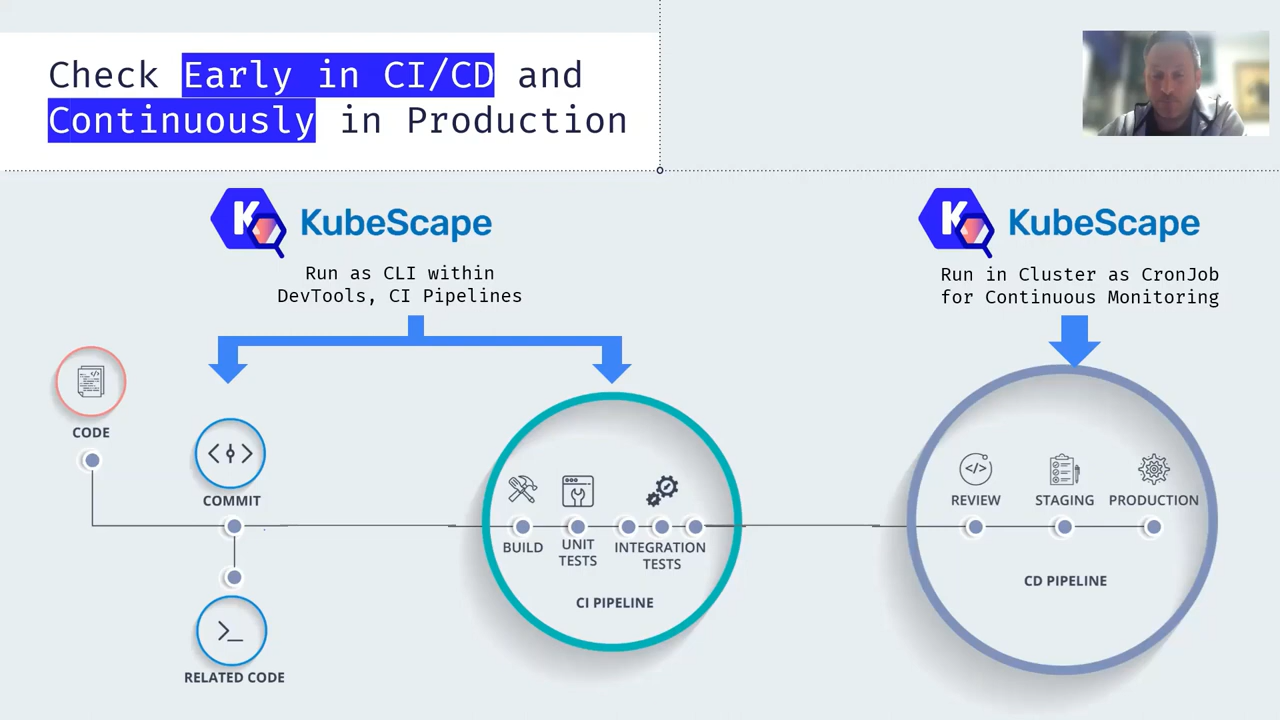 Check Early in CI/CD and
Continuously in Production
KubeScape
Run as CLI within
DevTools, CI Pipelines
KubeScape
Run in Cluster as CronJob
for Continuous Monitoring
CODE
COMMIT
RELATED CODE
BUILD
UNIT
TESTS
INTEGRATION
TESTS
CI PIPELINE
REVIEW
STAGING
PRODUCTION
CD PIPELINE